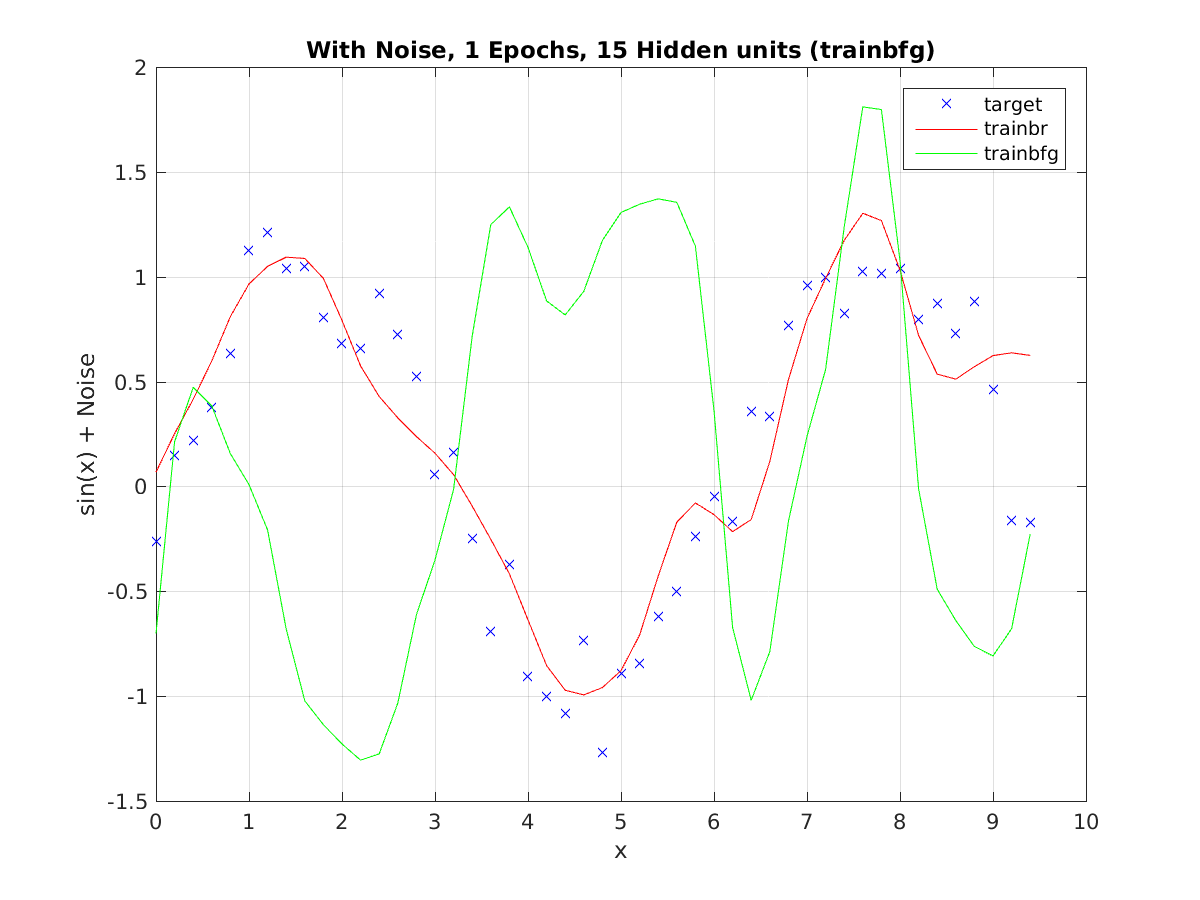 With Noise, 1 Epochs, 15 Hidden units (trainbfg)
2
1.5
1
0.5
0
-0.5
-1
-1.5
sin(x) + Noise
target
trainbr
trainbfg
0 1 2 3 4 5 6 7 8 9 10
x